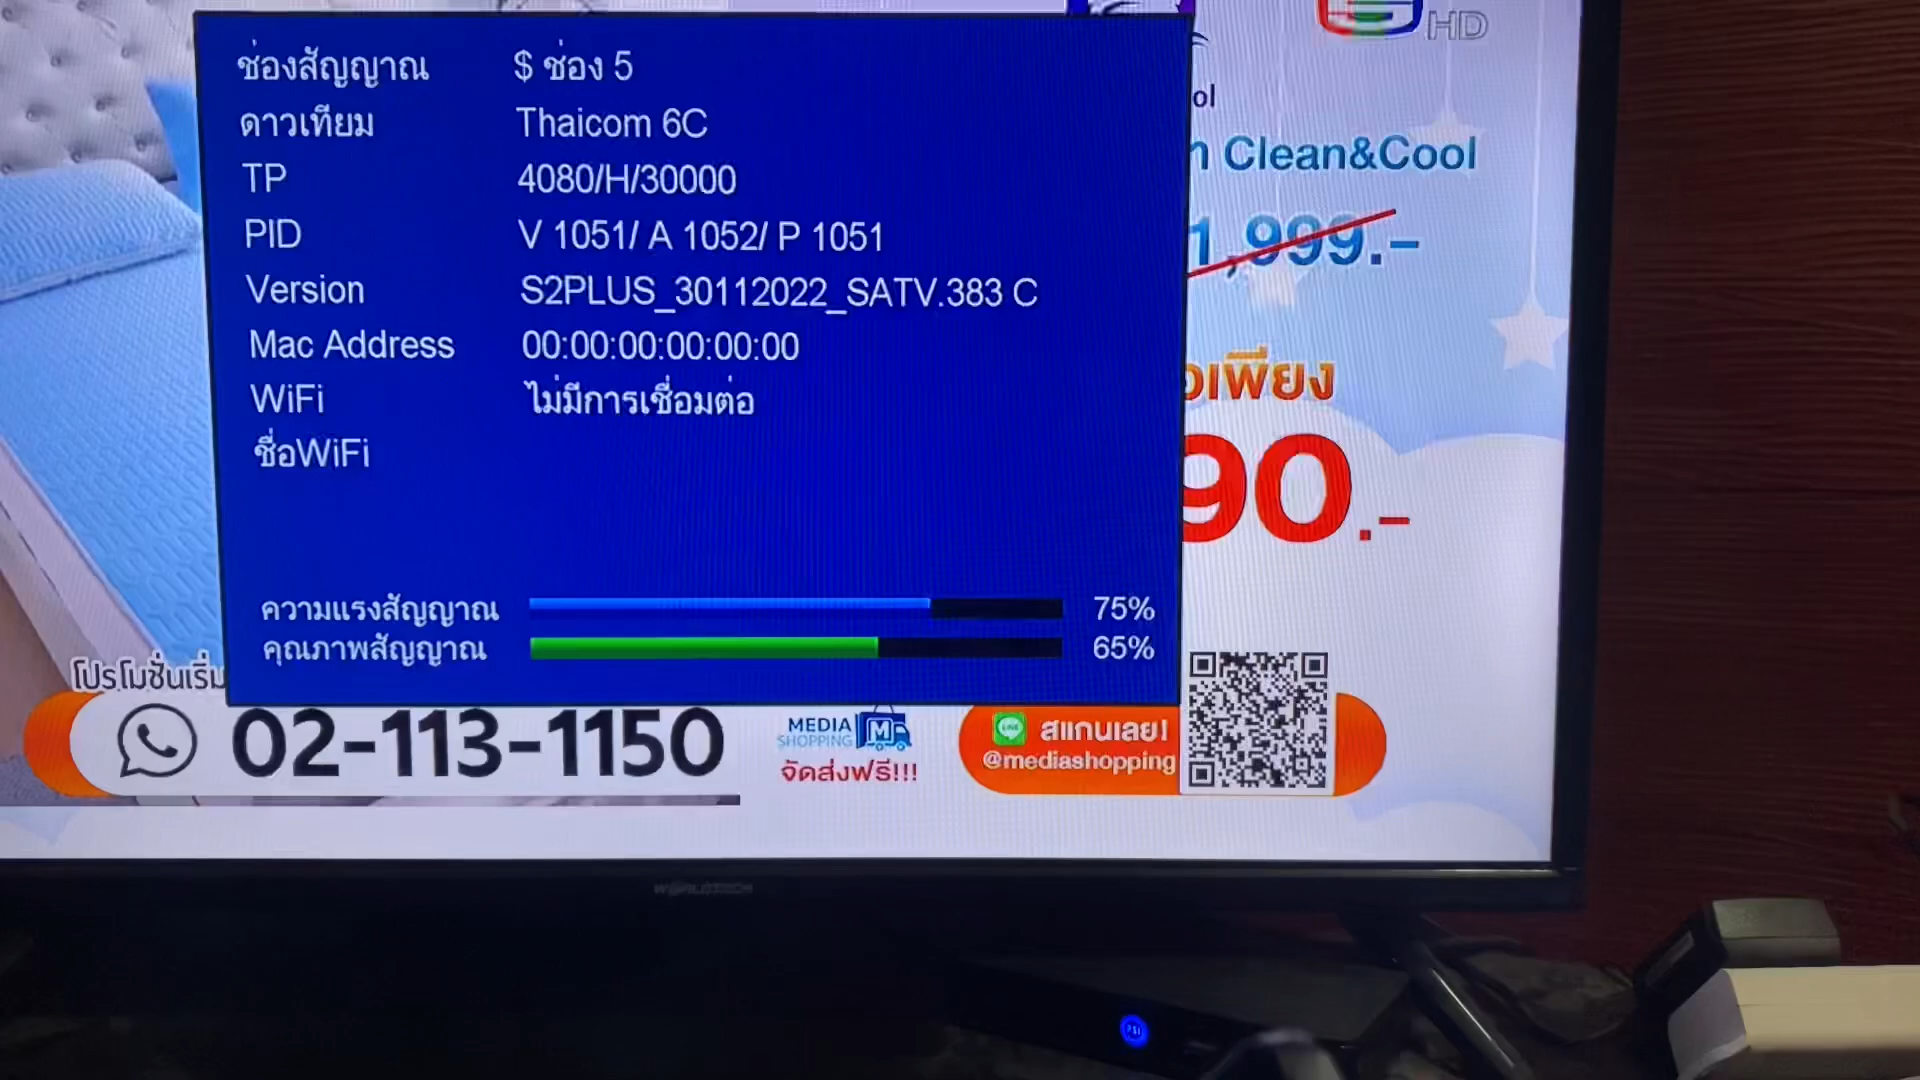 HD
ช่องสัญญาณ $ ช่อง 5
ดาวเทียม Thaicom 6C
TP 4080/H/30000
PID V 1051/ A 1052/ P 1051
Version S2PLUS_30112022_SATV.383 C
Mac Address 00:00:00:00:00:00
WiFi ไม่มีการเชื่อมต่อ
ชื่อWiFi
ความแรงสัญญาณ 75%
คุณภาพสัญญาณ 65%
Clean&Cool
1,999.-
90.-
โปรโมชั่นเริ่ม
02-113-1150
MEDIA
SHOPPING
M
จัดส่งฟรี!!!
LINE
สแกนเลย!
@mediashopping
WORLDTECH
PSI